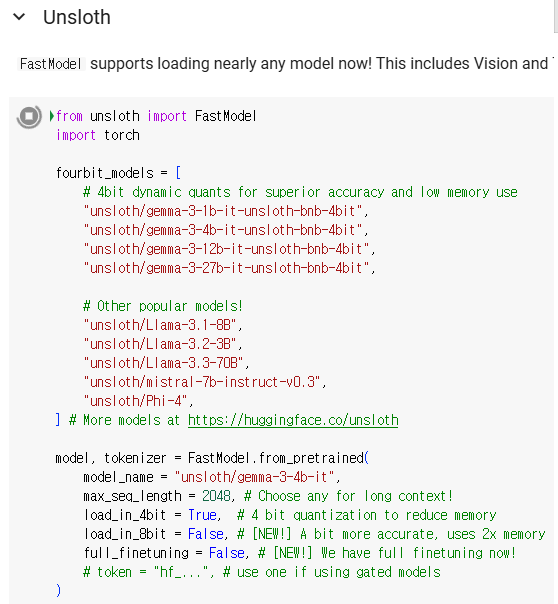 Unsloth
FastModel supports loading nearly any model now! This includes Vision and
from unsloth import FastModel
import torch
fourbit_models = [
# 4bit dynamic quants for superior accuracy and low memory use
"unsloth/gemma-3-1b-it-unsloth-bnb-4bit",
"unsloth/gemma-3-4b-it-unsloth-bnb-4bit",
"unsloth/gemma-3-12b-it-unsloth-bnb-4bit",
"unsloth/gemma-3-27b-it-unsloth-bnb-4bit",
# Other popular models!
"unsloth/Llama-3.1-8B",
"unsloth/Llama-3.2-3B",
"unsloth/Llama-3.3-70B",
"unsloth/mistral-7b-instruct-v0.3",
"unsloth/Phi-4",
] # More models at https://huggingface.co/unsloth
model, tokenizer = FastModel.from_pretrained(
model_name = "unsloth/gemma-3-4b-it",
max_seq_length = 2048, # Choose any for long context!
load_in_4bit = True,  # 4 bit quantization to reduce memory
load_in_8bit = False, # [NEW!] A bit more accurate, uses 2x memory
full_finetuning = False, # [NEW!] We have full finetuning now!
# token = "hf_...", # use one if using gated models
)